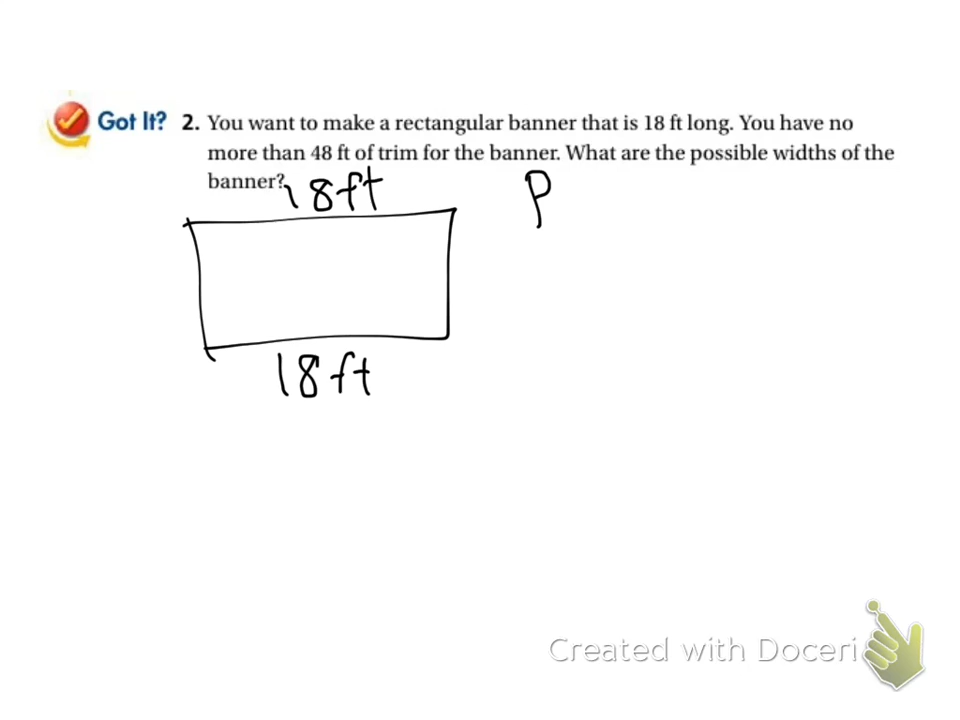 Got It? 2. You want to make a rectangular banner that is 18 ft long. You have no
more than 48 ft of trim for the banner. What are the possible widths of the
banner?
18ft
P
18ft
Created with Doceri